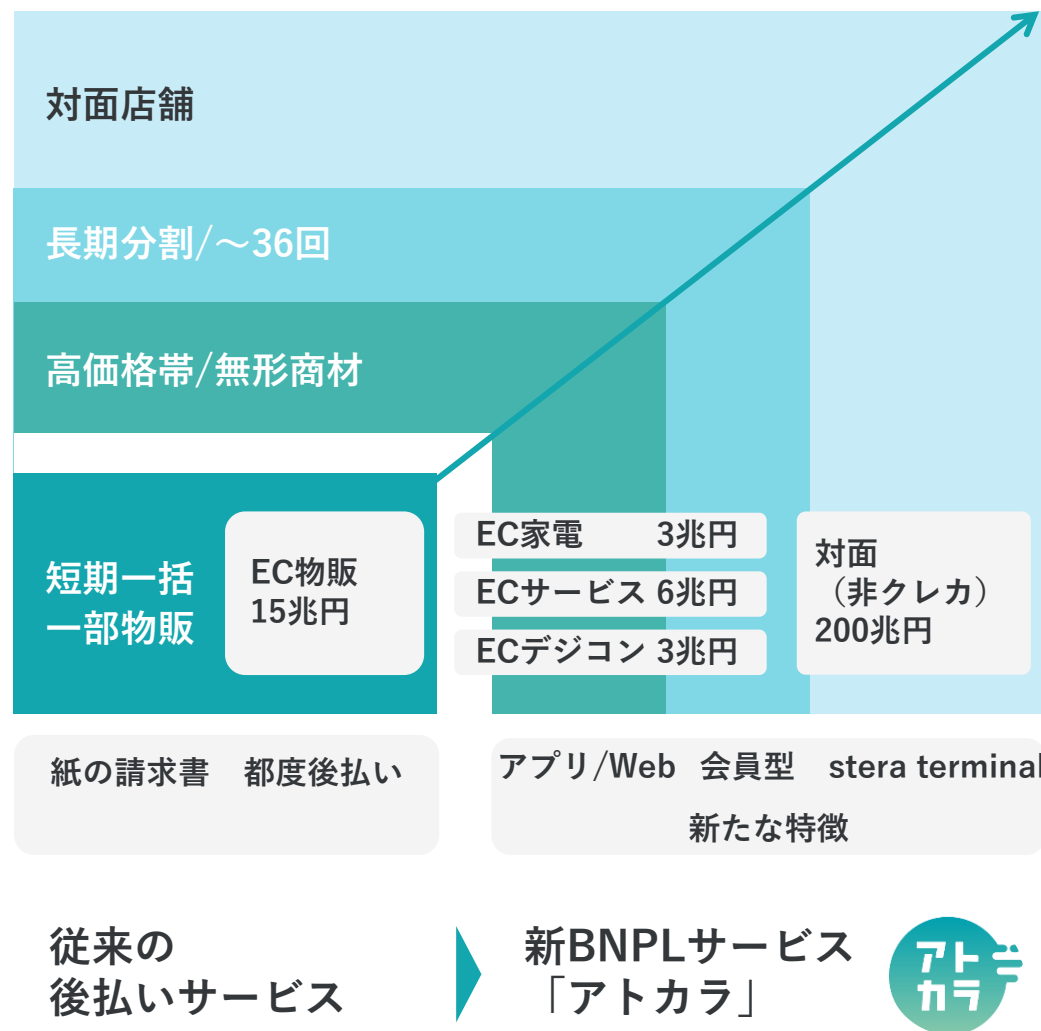 対面店舗
長期分割/～36回
高価格帯/無形商材
短期一括
一部物販
EC物販
15兆円
EC家電 3兆円
ECサービス 6兆円
ECデジコン 3兆円
対面
（非クレカ）
200兆円
紙の請求書 都度後払い
アプリ/Web 会員型 stera terminal
新たな特徴
従来の
後払いサービス
新BNPLサービス
「アトカラ」
アト
カラ